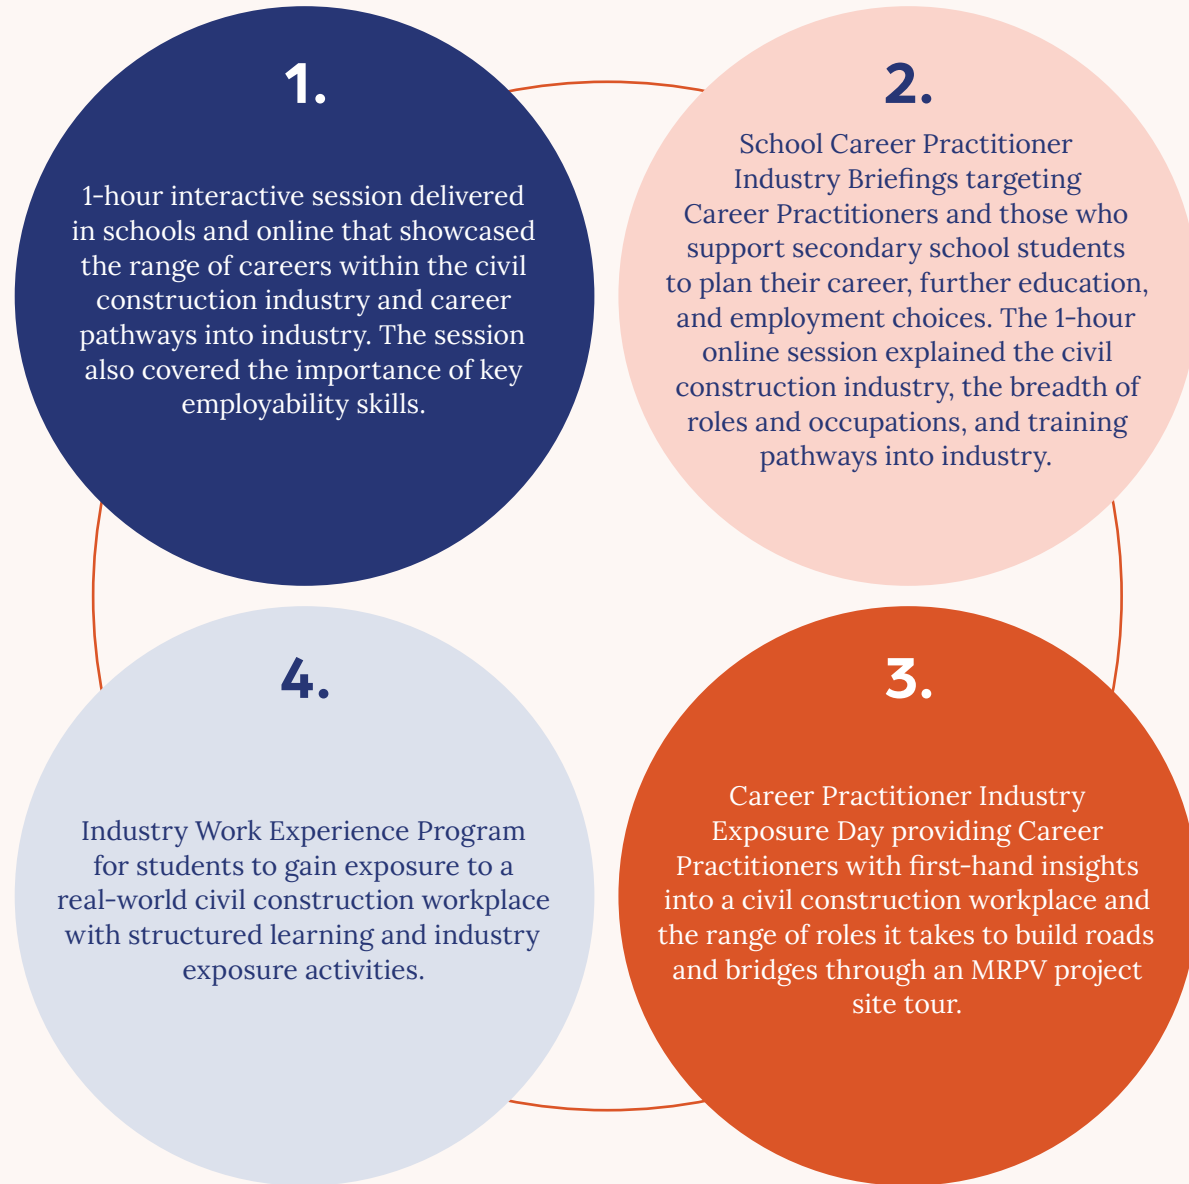 1.
1-hour interactive session delivered
in schools and online that showcased
the range of careers within the civil
construction industry and career
pathways into industry. The session
also covered the importance of key
employability skills.
2.
School Career Practitioner
Industry Briefings targeting
Career Practitioners and those who
support secondary school students
to plan their career, further education,
and employment choices. The 1-hour
online session explained the civil
construction industry, the breadth of
roles and occupations, and training
pathways into industry.
3.
Career Practitioner Industry
Exposure Day providing Career
Practitioners with first-hand insights
into a civil construction workplace and
the range of roles it takes to build roads
and bridges through an MRPV project
site tour.
4.
Industry Work Experience Program
for students to gain exposure to a
real-world civil construction workplace
with structured learning and industry
exposure activities.